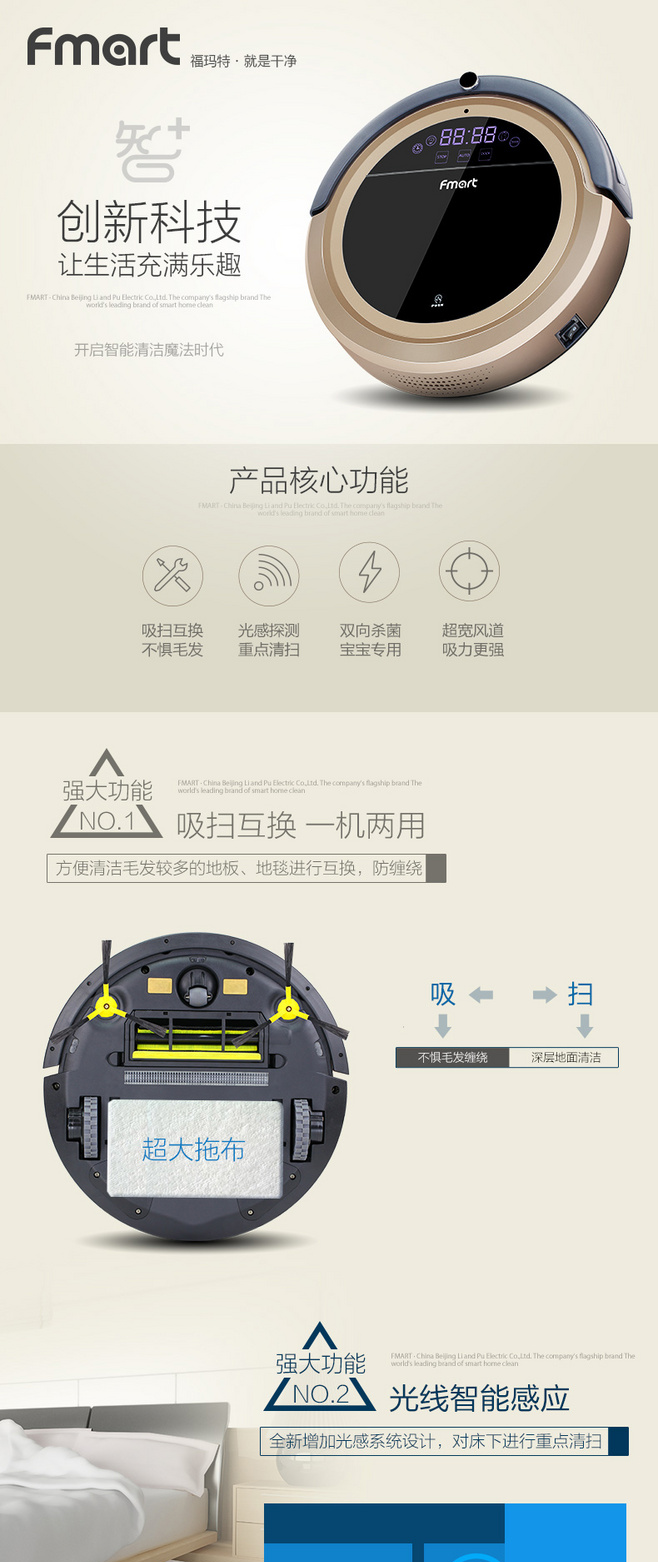 Fmart 福玛特·就是干净
智+
创新科技
让生活充满乐趣
FMART - China Beijing Li and Pu Electric Co.,Ltd. The company's flagship brand The
world's leading brand of smart home clean
开启智能清洁魔法时代
88:88
STOP AUTO
Fmart
产品核心功能
FMART - China Beijing Li and Pu Electric Co.,Ltd. The company's flagship brand The
world's leading brand of smart home clean
吸扫互换
不惧毛发
光感探测
重点清扫
双向杀菌
宝宝专用
超宽风道
吸力更强
强大功能
NO.1
FMART - China Beijing Li and Pu Electric Co.,Ltd. The company's flagship brand The
world's leading brand of smart home clean
吸扫互换 一机两用
方便清洁毛发较多的地板、地毯进行互换，防缠绕
吸 扫
不惧毛发缠绕 深层地面清洁
超大拖布
强大功能
NO.2
FMART - China Beijing Li and Pu Electric Co.,Ltd. The company's flagship brand The
world's leading brand of smart home clean
光线智能感应
全新增加光感系统设计，对床下进行重点清扫